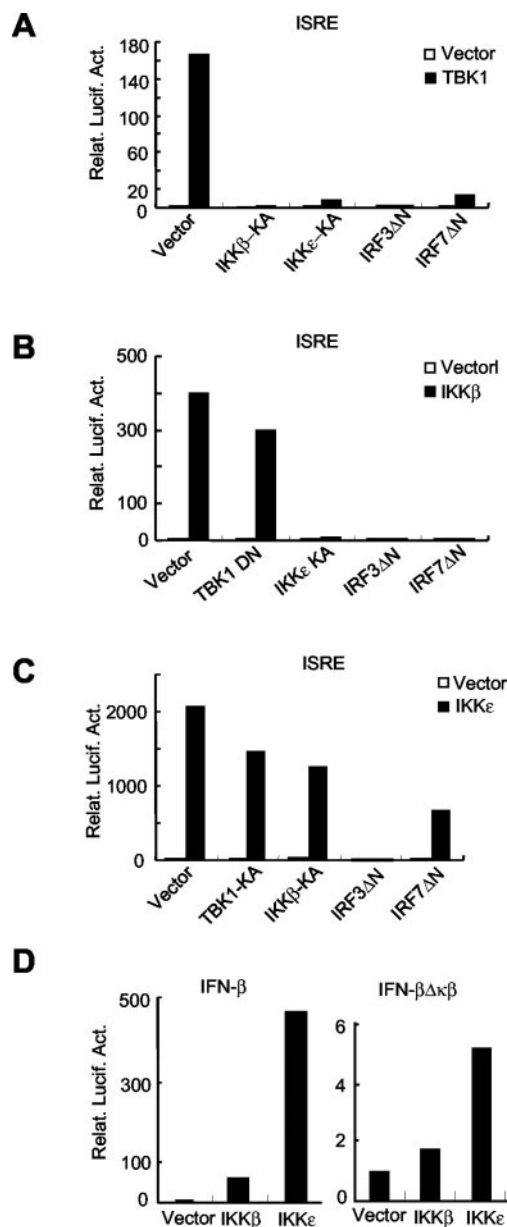 A
ISRE
Vector
TBK1
Relat. Lucif. Act.
180
140
100
60
20
0
Vector
IKKβ–KA
IKKε–KA
IRF3ΔN
IRF7ΔN
B
ISRE
Vectorl
IKKβ
Relat. Lucif. Act.
500
300
100
0
Vector
TBK1 DN
IKKε KA
IRF3ΔN
IRF7ΔN
C
ISRE
Vector
IKKε
Relat. Lucif. Act.
2000
1000
0
Vector
TBK1-KA
IKKβ-KA
IRF3ΔN
IRF7ΔN
D
IFN-β
Relat. Lucif. Act.
500
300
100
0
Vector IKKβ IKKε
IFN-βΔκβ
6
4
2
0
Vector IKKβ IKKε